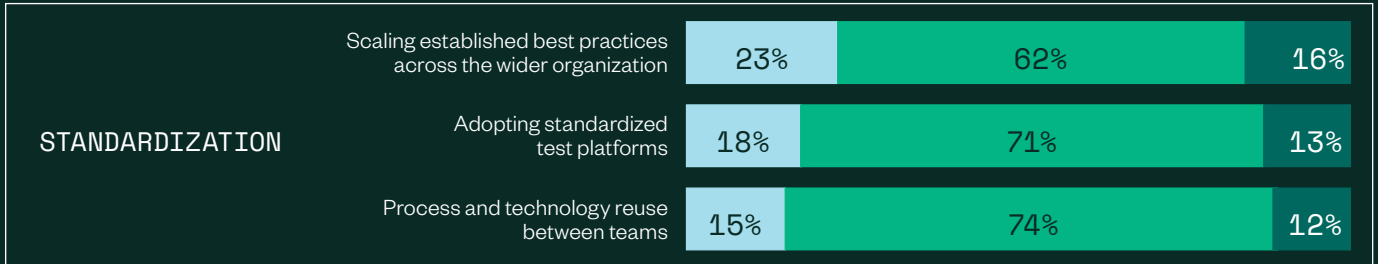 STANDARDIZATION
Scaling established best practices
across the wider organization
23% 62% 16%
Adopting standardized
test platforms
18% 71% 13%
Process and technology reuse
between teams
15% 74% 12%